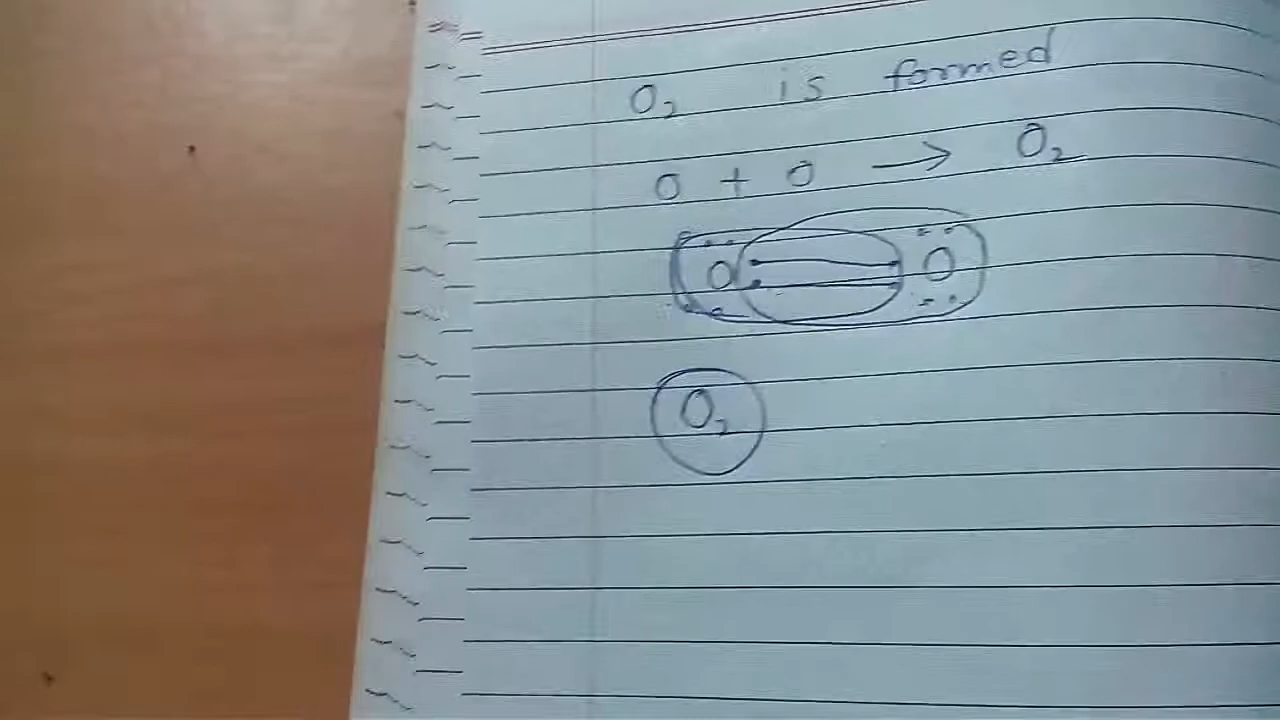 O₂ is formed
O + O → O₂
O O
O₂